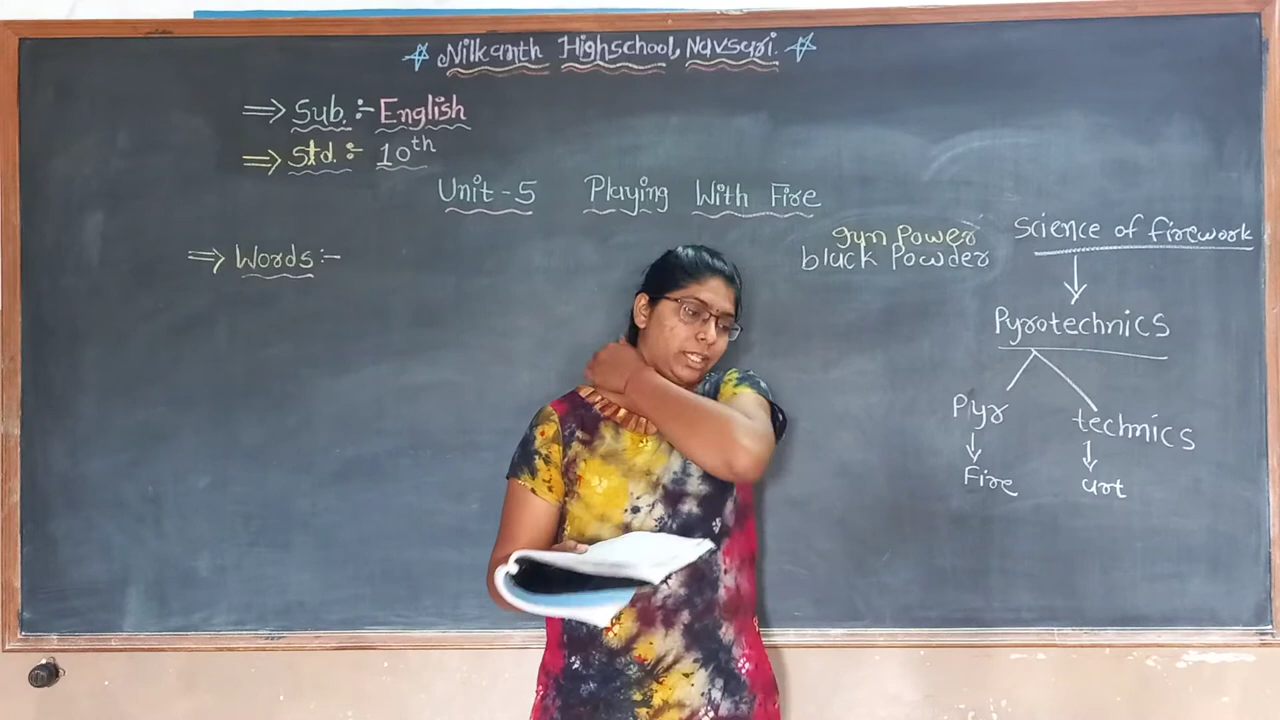 Nilkanth Highschool, Navsari.
⇒ Sub. :- English
⇒ Std. :- 10th
Unit-5 Playing With Fire
⇒ Words :-
gun Power
black Powder
Science of firework
↓
Pyrotechnics
Pyr technics
↓ ↓
Fire art